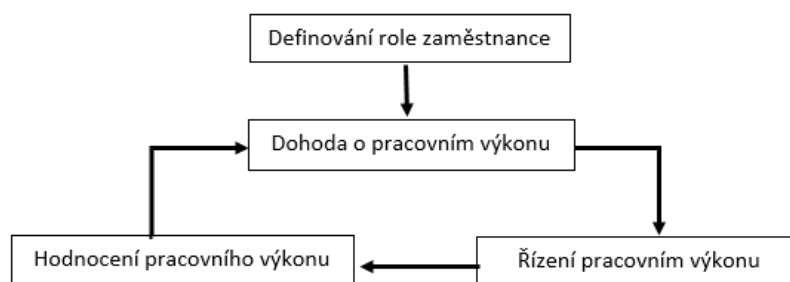 Definování role zaměstnance
Dohoda o pracovním výkonu
Hodnocení pracovního výkonu
Řízení pracovním výkonu